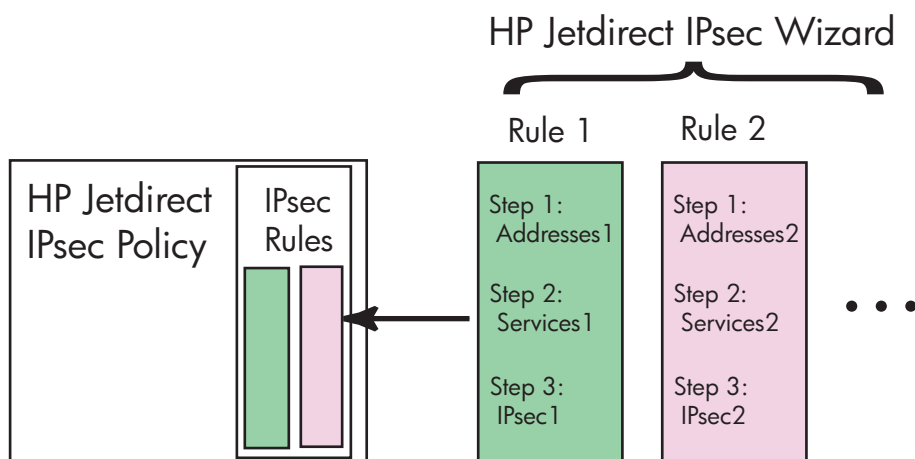 HP Jetdirect IPsec Wizard
Rule 1
Rule 2
HP Jetdirect
IPsec Policy
IPsec
Rules
Step 1:
Addresses1
Step 2:
Services1
Step 3:
IPsec1
Step 1:
Addresses2
Step 2:
Services2
Step 3:
IPsec2
• • •